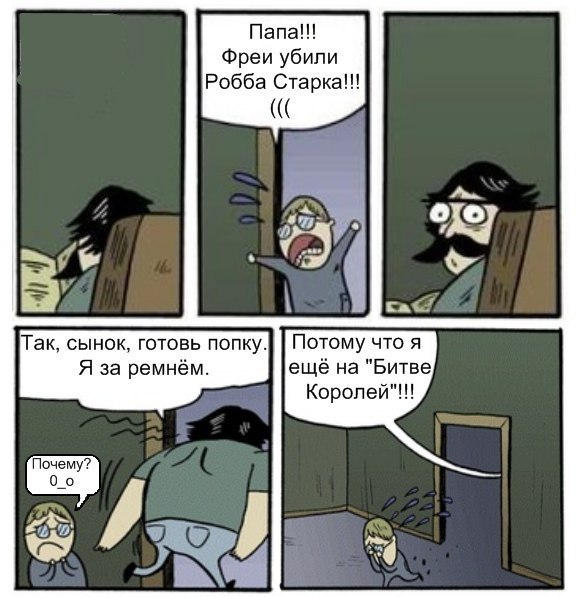 Папа!!!
Фреи убили
Робба Старка!!!
(((
Так, сынок, готовь попку.
Я за ремнём.
Почему?
0_о
Потому что я
ещё на "Битве
Королей"!!!